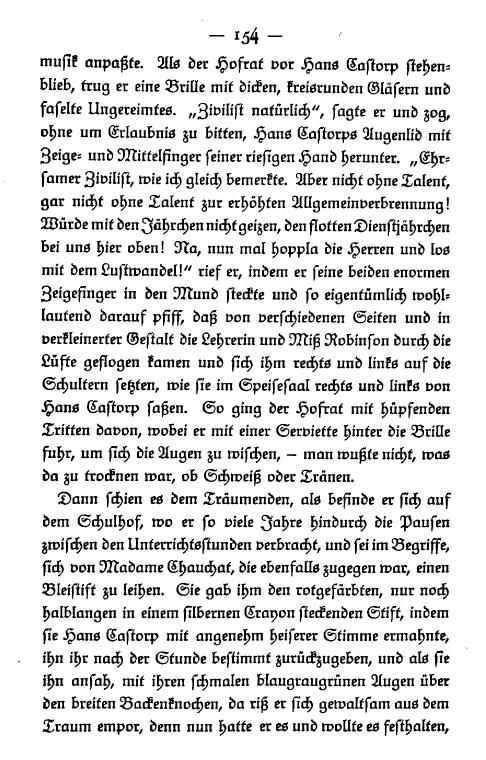 — 154 —
musik anpaßte. Als der Hofrat vor Hans Castorp stehen-
blieb, trug er eine Brille mit dicken, kreisrunden Gläsern und
faselte Ungereimtes. „Zivilist natürlich“, sagte er und zog,
ohne um Erlaubnis zu bitten, Hans Castorps Augenlid mit
Zeige- und Mittelfinger seiner riesigen Hand herunter. „Ehr-
samer Zivilist, wie ich gleich bemerkte. Aber nicht ohne Talent,
gar nicht ohne Talent zur erhöhten Allgemeinverbrennung!
Würde mit den Jährchen nicht geizen, den flotten Dienstjährchen
bei uns hier oben! Na, nun mal hoppla die Herren und los
mit dem Lustwandel!“ rief er, indem er seine beiden enormen
Zeigefinger in den Mund steckte und so eigentümlich wohl-
lautend darauf pfiff, daß von verschiedenen Seiten und in
verkleinerter Gestalt die Lehrerin und Miß Robinson durch die
Lüfte geflogen kamen und sich ihm rechts und links auf die
Schultern setzten, wie sie im Speisesaal rechts und links von
Hans Castorp saßen. So ging der Hofrat mit hüpfenden
Tritten davon, wobei er mit einer Serviette hinter die Brille
fuhr, um sich die Augen zu wischen, – man wußte nicht, was
da zu trocknen war, ob Schweiß oder Tränen.
Dann schien es dem Träumenden, als befinde er sich auf
dem Schulhof, wo er so viele Jahre hindurch die Pausen
zwischen den Unterrichtsstunden verbracht, und sei im Begriffe,
sich von Madame Chauchat, die ebenfalls zugegen war, einen
Bleistift zu leihen. Sie gab ihm den rotgefärbten, nur noch
halblangen in einem silbernen Crayon steckenden Stift, indem
sie Hans Castorp mit angenehm heiserer Stimme ermahnte,
ihn ihr nach der Stunde bestimmt zurückzugeben, und als sie
ihn ansah, mit ihren schmalen blaugraugrünen Augen über
den breiten Backenknochen, da riß er sich gewaltsam aus dem
Traum empor, denn nun hatte er es und wollte es festhalten,